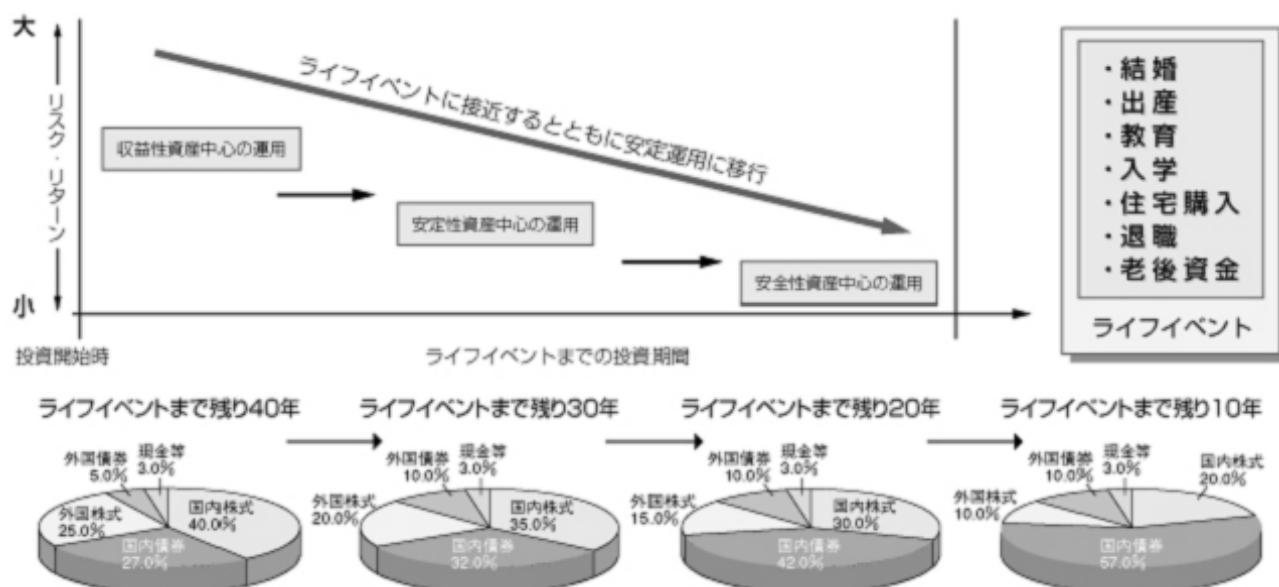 大
リスク・リターン
小
ライフイベントに接近するとともに安定運用に移行
収益性資産中心の運用
安定性資産中心の運用
安全性資産中心の運用
投資開始時
ライフイベントまでの投資期間
・結婚
・出産
・教育
・入学
・住宅購入
・退職
・老後資金
ライフイベント
ライフイベントまで残り40年
外国債券
5.0%
現金等
3.0%
外国株式
25.0%
国内株式
40.0%
国内債券
27.0%
ライフイベントまで残り30年
外国債券
10.0%
現金等
3.0%
外国株式
20.0%
国内株式
35.0%
国内債券
32.0%
ライフイベントまで残り20年
外国債券
10.0%
現金等
3.0%
外国株式
15.0%
国内株式
30.0%
国内債券
42.0%
ライフイベントまで残り10年
外国債券
10.0%
現金等
3.0%
国内株式
20.0%
外国株式
10.0%
国内債券
57.0%